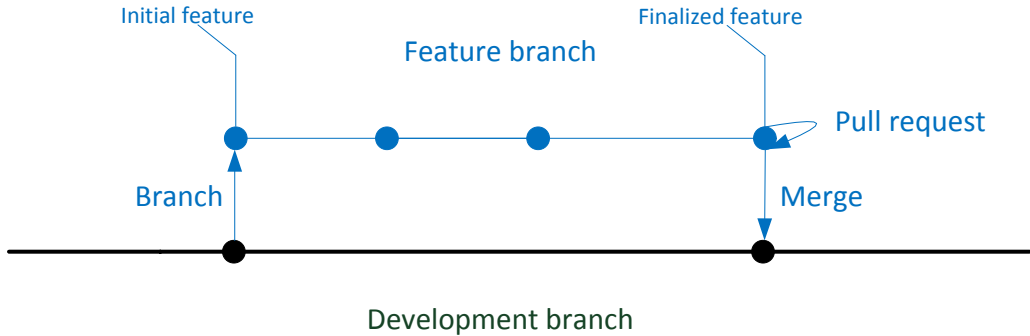 Initial feature
Finalized feature
Feature branch
Pull request
Branch
Merge
Development branch